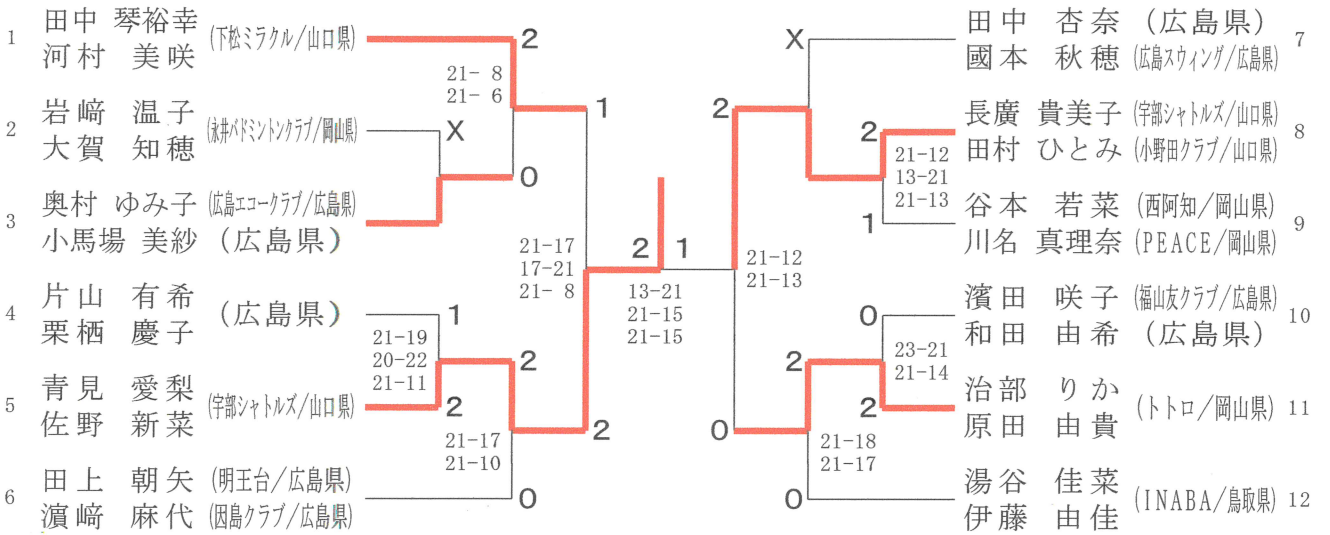 1
田中 琴裕幸
河村 美咲
(下松ミラクル/山口県)
2
21- 8
21- 6
2
岩﨑 温子
大賀 知穂
(永井バドミントンクラブ/岡山県)
X
3
奥村 ゆみ子 (広島エコークラブ/広島県)
小馬場 美紗 (広島県)
0
1
21-17
17-21
21- 8
4
片山 有希
栗栖 慶子
(広島県)
1
21-19
20-22
21-11
2
5
青見 愛梨
佐野 新菜
(宇部シャトルズ/山口県)
2
21-17
21-10
2
6
田上 朝矢 (明王台/広島県)
濵﨑 麻代 (因島クラブ/広島県)
0
2 1
13-21
21-15
21-15
X
田中 杏奈 (広島県)
國本 秋穂 (広島スウィング/広島県)
7
2
2
長廣 貴美子 (宇部シャトルズ/山口県)
田村 ひとみ (小野田クラブ/山口県)
8
21-12
13-21
21-13
1
谷本 若菜 (西阿知/岡山県)
川名 真理奈 (PEACE/岡山県)
9
21-12
21-13
0
濱田 咲子 (福山友クラブ/広島県)
和田 由希 (広島県)
10
23-21
21-14
2
2
治部 りか
原田 由貴
(トトロ/岡山県)
11
0
21-18
21-17
0
湯谷 佳菜
伊藤 由佳
(INABA/鳥取県)
12